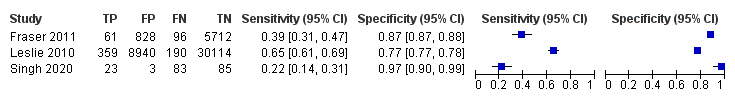 Study TP FP FN TN Sensitivity (95% CI) Specificity (95% CI) Sensitivity (95% CI) Specificity (95% CI)
Fraser 2011 61 828 96 5712 0.39 [0.31, 0.47] 0.87 [0.87, 0.88]
Leslie 2010 359 8940 190 30114 0.65 [0.61, 0.69] 0.77 [0.77, 0.78]
Singh 2020 23 3 83 85 0.22 [0.14, 0.31] 0.97 [0.90, 0.99]
0 0.2 0.4 0.6 0.8 1 0 0.2 0.4 0.6 0.8 1